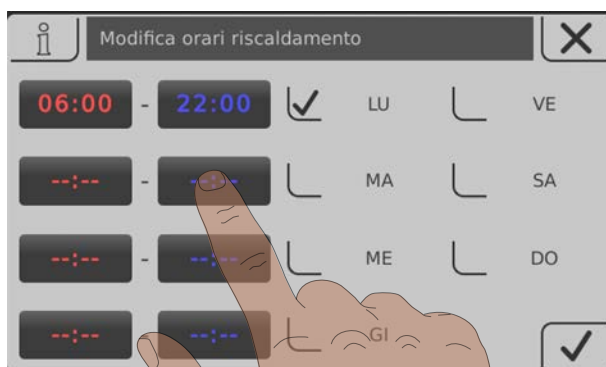 Modifica orari riscaldamento
06:00 - 22:00 LU VE
--:-- - --:-- MA SA
--:-- - --:-- ME DO
--:-- - --:-- GI